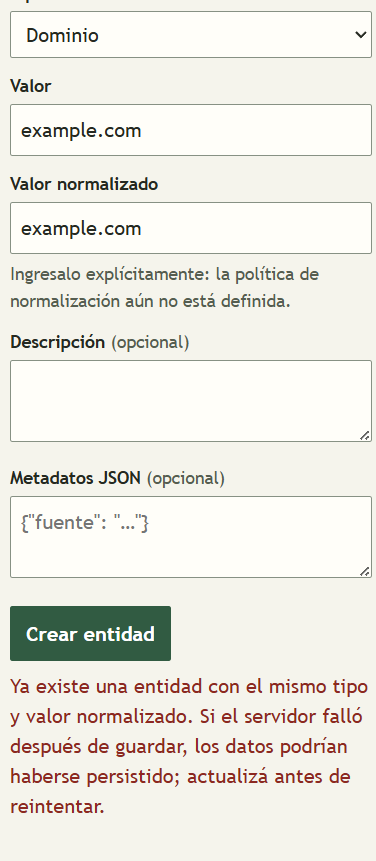 Dominio
Valor
example.com
Valor normalizado
example.com
Ingresalo explícitamente: la política de
normalización aún no está definida.
Descripción (opcional)
Metadatos JSON (opcional)
{"fuente": "..."}
Crear entidad
Ya existe una entidad con el mismo tipo
y valor normalizado. Si el servidor falló
después de guardar, los datos podrían
haberse persistido; actualizá antes de
reintentar.